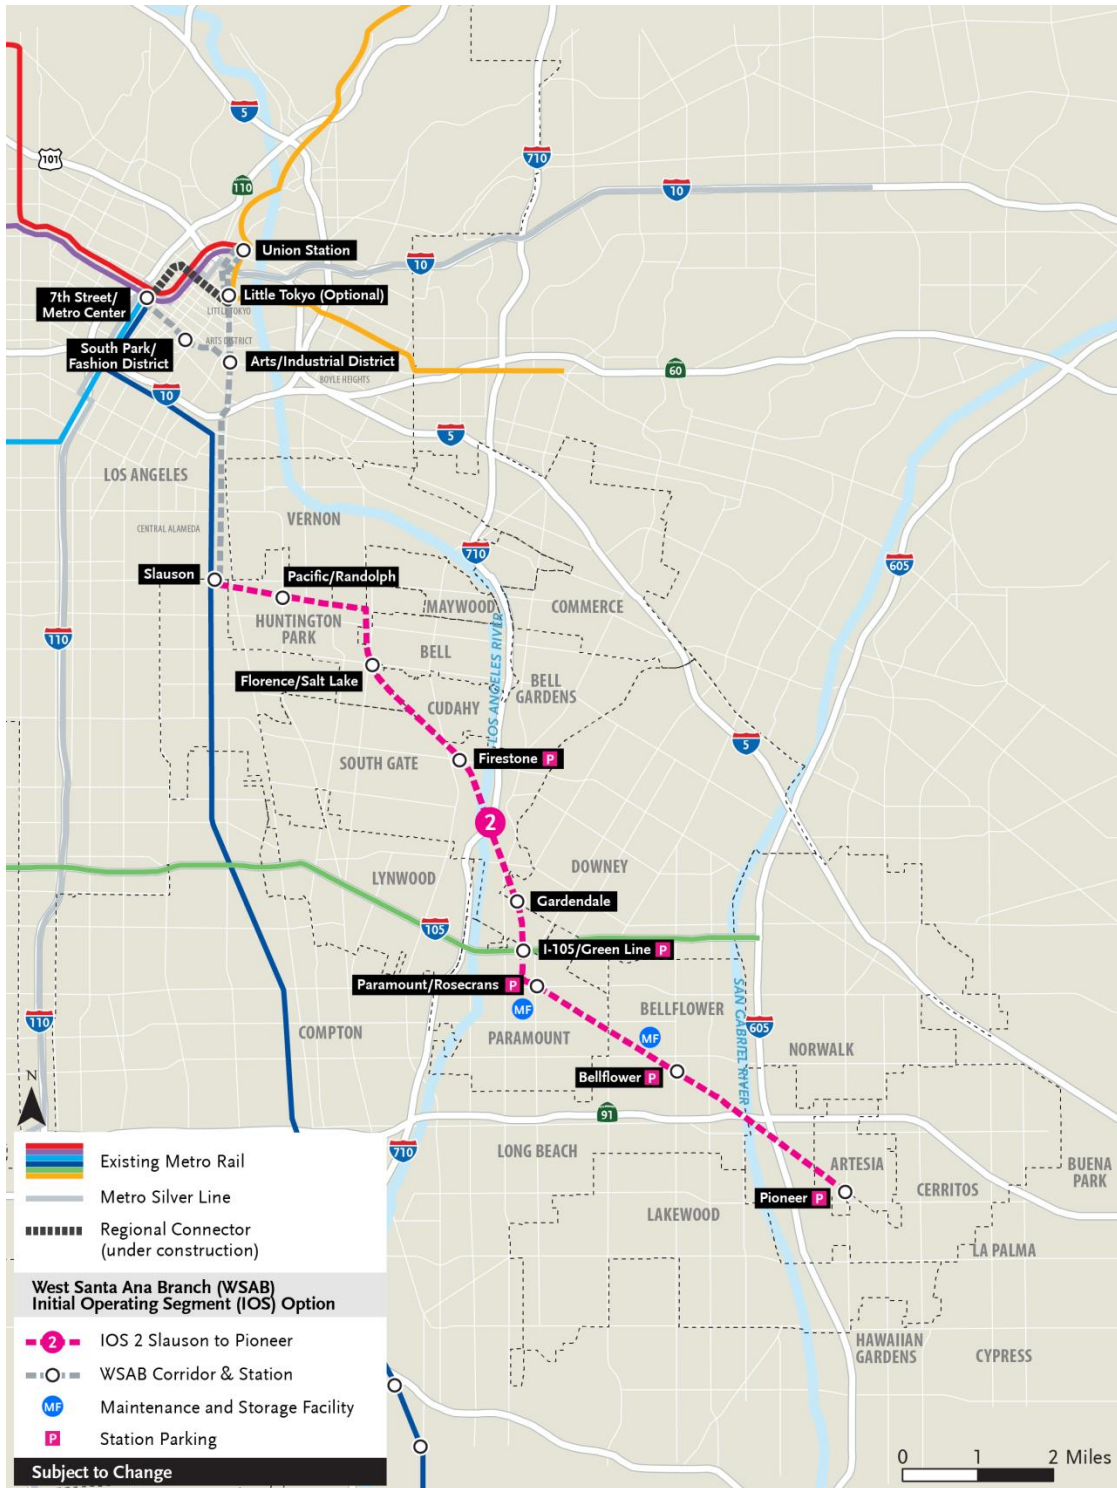 5
101
710
110
10
Union Station
10
7th Street/
Metro Center
Little Tokyo (Optional)
LITTLE TOKYO
South Park/
Fashion District
ARTS DISTRICT
Arts/Industrial District
60
BOYLE HEIGHTS
10
5
LOS ANGELES
VERNON
CENTRAL ALAMEDA
710
605
Slauson
Pacific/Randolph
MAYWOOD
COMMERCE
HUNTINGTON
PARK
110
LOS ANGELES RIVER
BELL
Florence/Salt Lake
BELL
GARDENS
CUDAHY
5
SOUTH GATE
Firestone P
2
DOWNEY
LYNWOOD
Gardendale
105
I-105/Green Line P
Paramount/Rosecrans P
MF
BELLFLOWER
SAN GABRIEL RIVER
110
COMPTON
PARAMOUNT
MF
605
NORWALK
Bellflower P
N
91
710
LONG BEACH
ARTESIA
BUENA
PARK
CERRITOS
Pioneer P
LAKEWOOD
LA PALMA
HAWAIIAN
GARDENS
CYPRESS
Existing Metro Rail
Metro Silver Line
Regional Connector
(under construction)
West Santa Ana Branch (WSAB)
Initial Operating Segment (IOS) Option
2 IOS 2 Slauson to Pioneer
WSAB Corridor & Station
MF Maintenance and Storage Facility
P Station Parking
Subject to Change
0 1 2 Miles